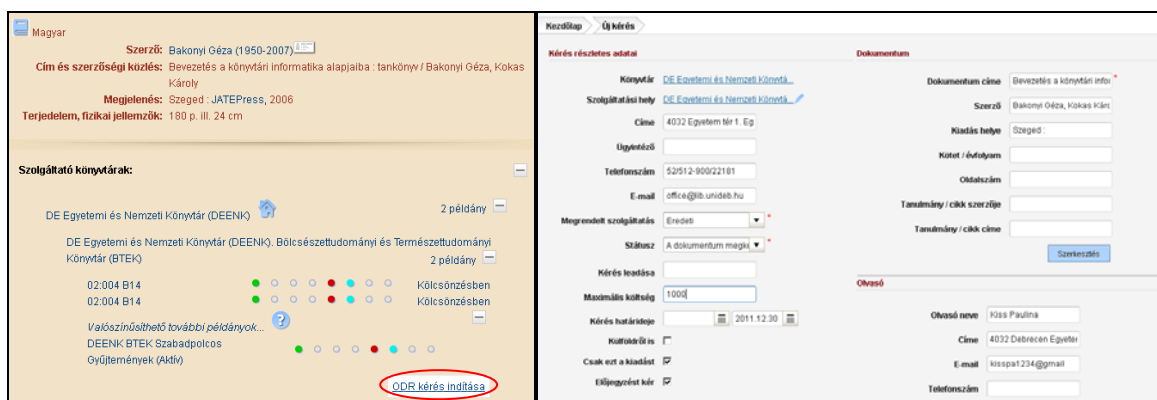 Magyar
Szerző: Bakonyi Géza (1950-2007)
Cím és szerzőségi közlés: Bevezetés a könyvtári informatika alapjaiba : tankönyv / Bakonyi Géza, Kokas
Károly
Megjelenés: Szeged : JATEPress, 2006
Terjedelem, fizikai jellemzők: 180 p. ill. 24 cm
Szolgáltató könyvtárak:
DE Egyetemi és Nemzeti Könyvtár (DEENK) 2 példány
DE Egyetemi és Nemzeti Könyvtár (DEENK). Bölcsészettudományi és Természettudományi
Könyvtár (BTEK) 2 példány
02:004 B14 Kölcsönzésben
02:004 B14 Kölcsönzésben
Valószínűsíthető további példányok... ?
DEENK BTEK Szabadpolcos
Gyűjtemények (Aktív)
ODR kérés indítása
Kezdőlap Új kérés
Kérés részletes adatai
Könyvtár DE Egyetemi és Nemzeti Könyvtá...
Szolgáltatási hely DE Egyetemi és Nemzeti Könyvtá...
Címe 4032 Egyetem tér 1. Eg
Ügyintéző
Telefonszám 52/512-900/22181
E-mail office@lib.unideb.hu
Megrendelt szolgáltatás Eredeti *
Státusz A dokumentum megk *
Kérés leadása
Maximális költség 1000
Kérés határideje 2011.12.30
Külföldről is
Csak ezt a kiadást
Előjegyzést kér
Dokumentum
Dokumentum címe Bevezetés a könyvtári infor *
Szerző Bakonyi Géza, Kokas Káro
Kiadás helye Szeged :
Kötet / évfolyam
Oldalszám
Tanulmány / cikk szerzője
Tanulmány / cikk címe
Szerkesztés
Olvasó
Olvasó neve Kiss Paulina
Címe 4032 Debrecen Egyeter
E-mail kisspa1234@gmail
Telefonszám